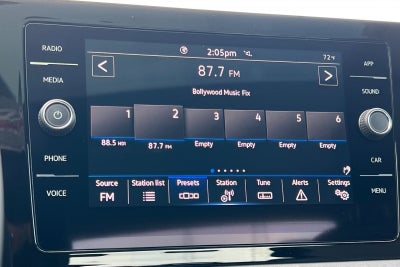 RADIO
MEDIA
PHONE
VOICE
2:05pm
72°F
87.7 FM
Bollywood Music Fix
1 2 3 4 5 6
88.5 HD1 87.7 FM Empty Empty Empty Empty
Source Station list Presets Station Tune Alerts Settings
FM
APP
SOUND
CAR
MENU